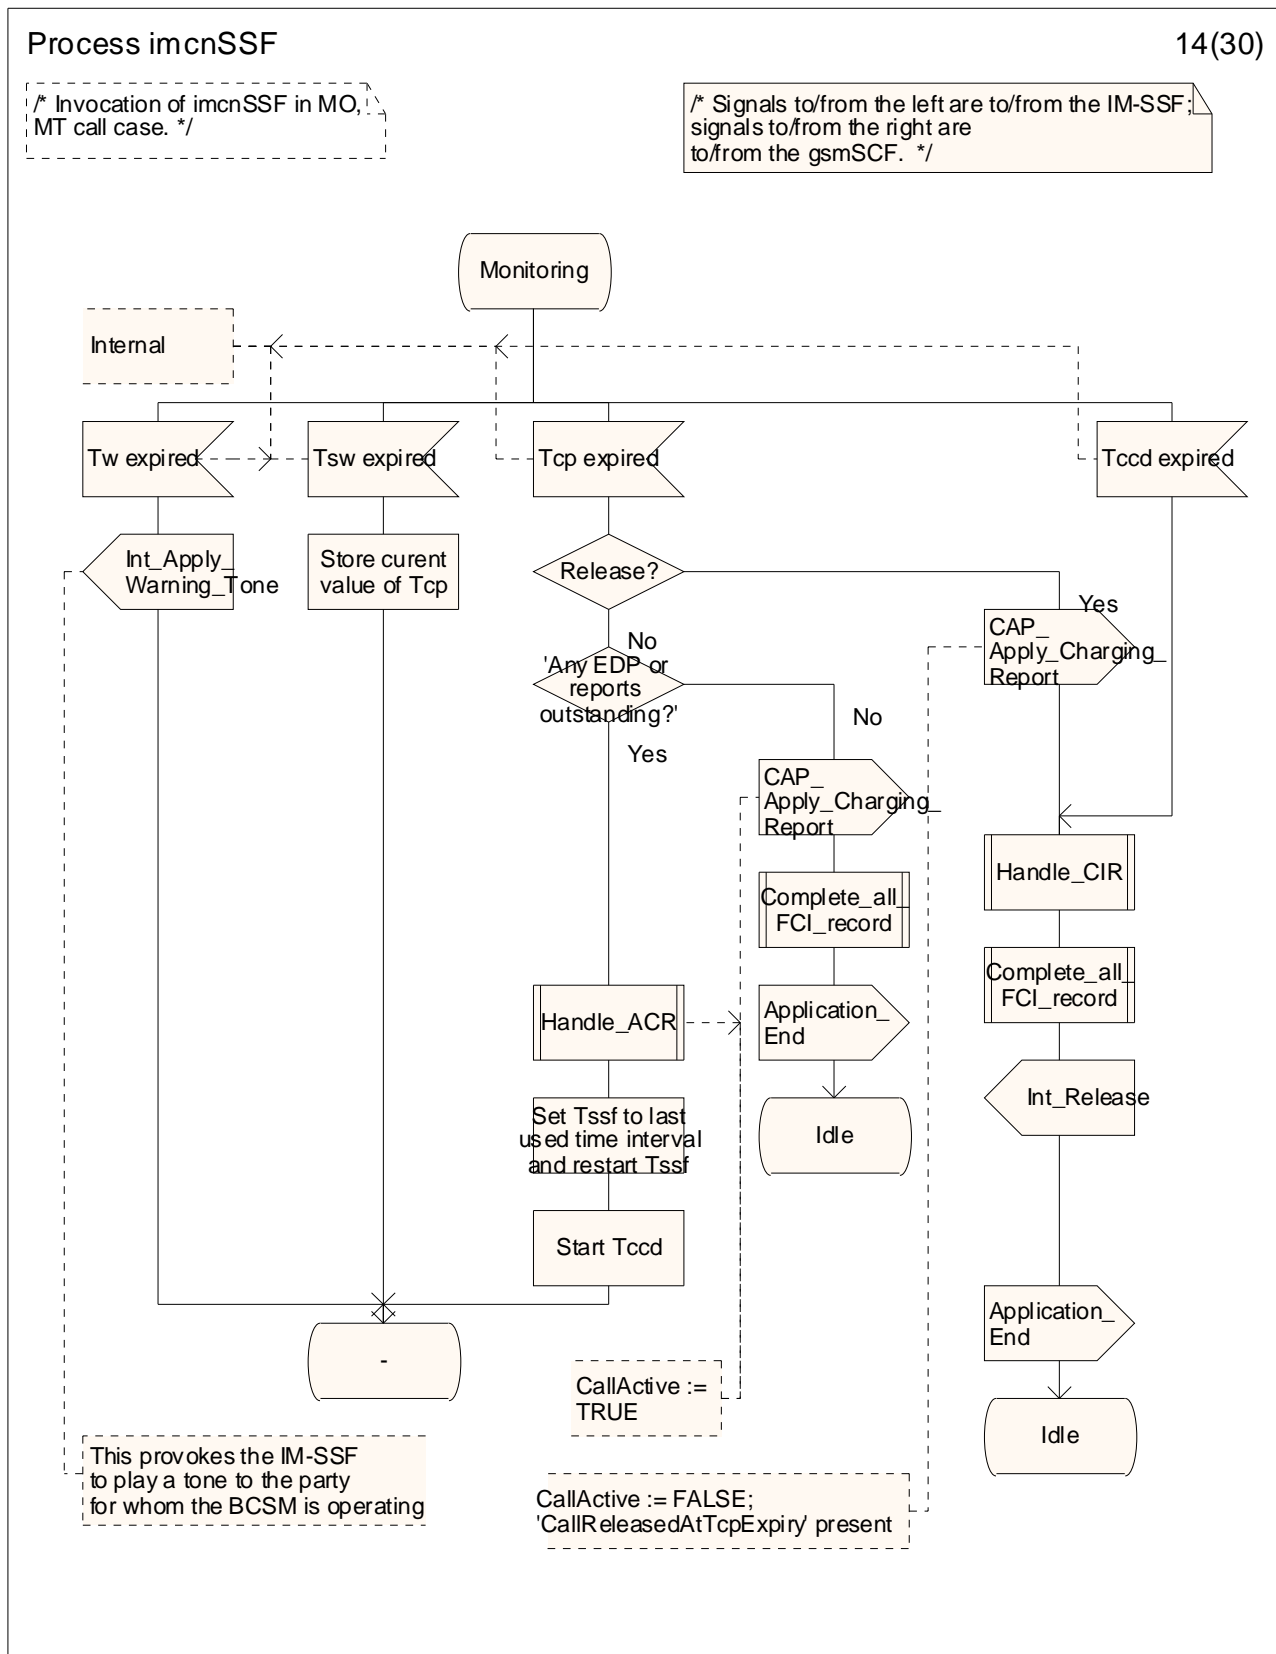 Process imcnSSF
14(30)
/* Invocation of imcnSSF in MO,
MT call case. */
/* Signals to/from the left are to/from the IM-SSF;
signals to/from the right are
to/from the gsmSCF.  */
Monitoring
Internal
Tw expired
Tsw expired
Tcp expired
Tccd expired
Int_Apply_
Warning_Tone
Store curent
value of Tcp
Release?
Yes
No
CAP_
Apply_Charging_
Report
'Any EDP or
reports
outstanding?'
No
Yes
CAP_
Apply_Charging_
Report
Handle_CIR
Complete_all_
FCI_record
Complete_all_
FCI_record
Handle_ACR
Application_
End
Int_Release
Set Tssf to last
used time interval
and restart Tssf
Idle
Start Tccd
Application_
End
-
CallActive :=
TRUE
Idle
This provokes the IM-SSF
to play a tone to the party
for whom the BCSM is operating
CallActive := FALSE;
'CallReleasedAtTcpExpiry' present